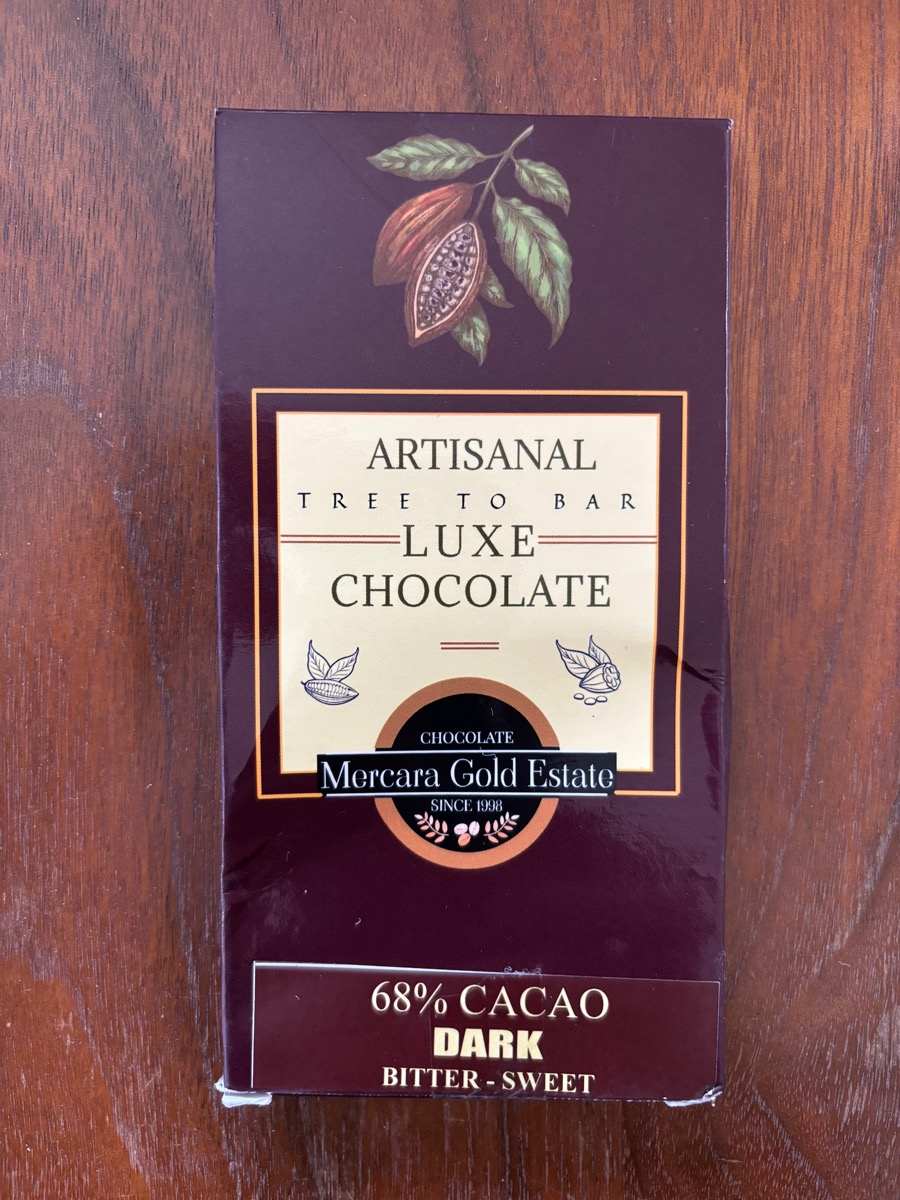 ARTISANAL
TREE TO BAR
LUXE
CHOCOLATE
CHOCOLATE
Mercara Gold Estate
SINCE 1998
68% CACAO
DARK
BITTER - SWEET